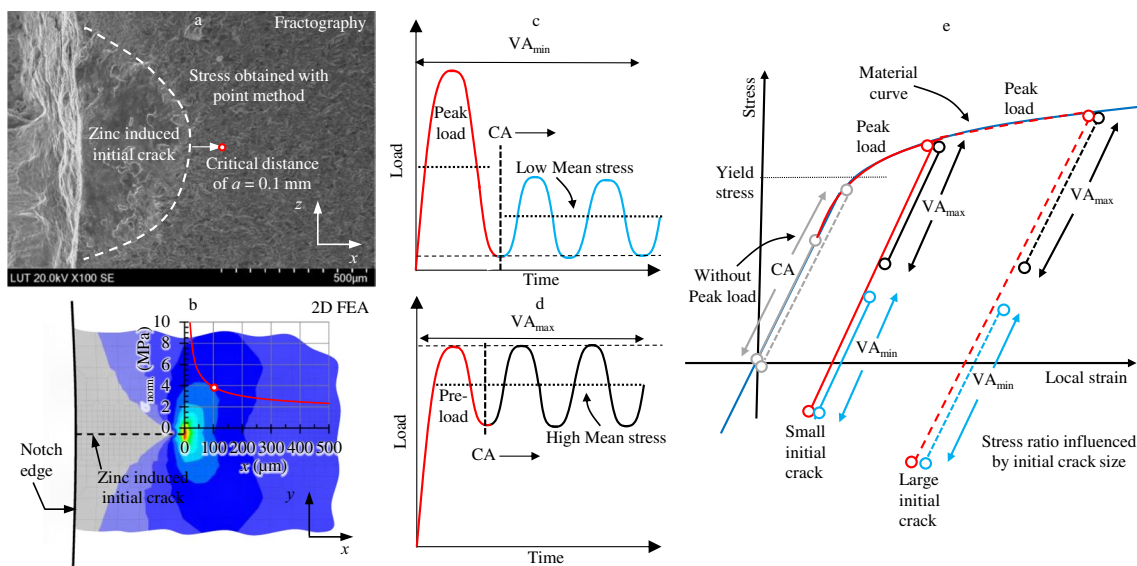 a
Fractography
Stress obtained with
point method
Zinc induced
initial crack
Critical distance
of a = 0.1 mm
z
x
LUT 20.0kV X100 SE
500µm
b
2D FEA
10
8
6
4
2
0
(MPa)
0 100 200 300 400 500
x (µm)
Notch
edge
Zinc induced
initial crack
y
x
c
VAmin
Peak
load
CA
Low Mean stress
Load
Time
d
VAmax
Pre-
load
CA
High Mean stress
Load
Time
e
Stress
Material
curve
Peak
load
Peak
load
Yield
stress
VAmax
VAmax
Without
Peak load
CA
VAmin
VAmin
Local strain
Small
initial
crack
Large
initial
crack
Stress ratio influenced
by initial crack size